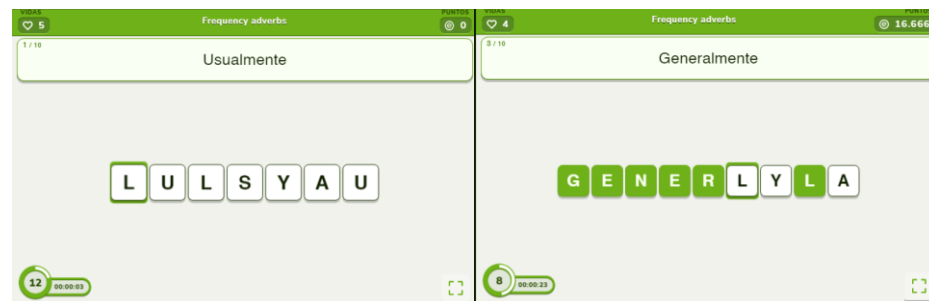 VIDAS
5
Frequency adverbs
PUNTOS
0
1 / 10
Usualmente
L U L S Y A U
12
00:00:03
VIDAS
4
Frequency adverbs
PUNTOS
16.666
3 / 10
Generalmente
G E N E R L Y L A
8
00:00:23